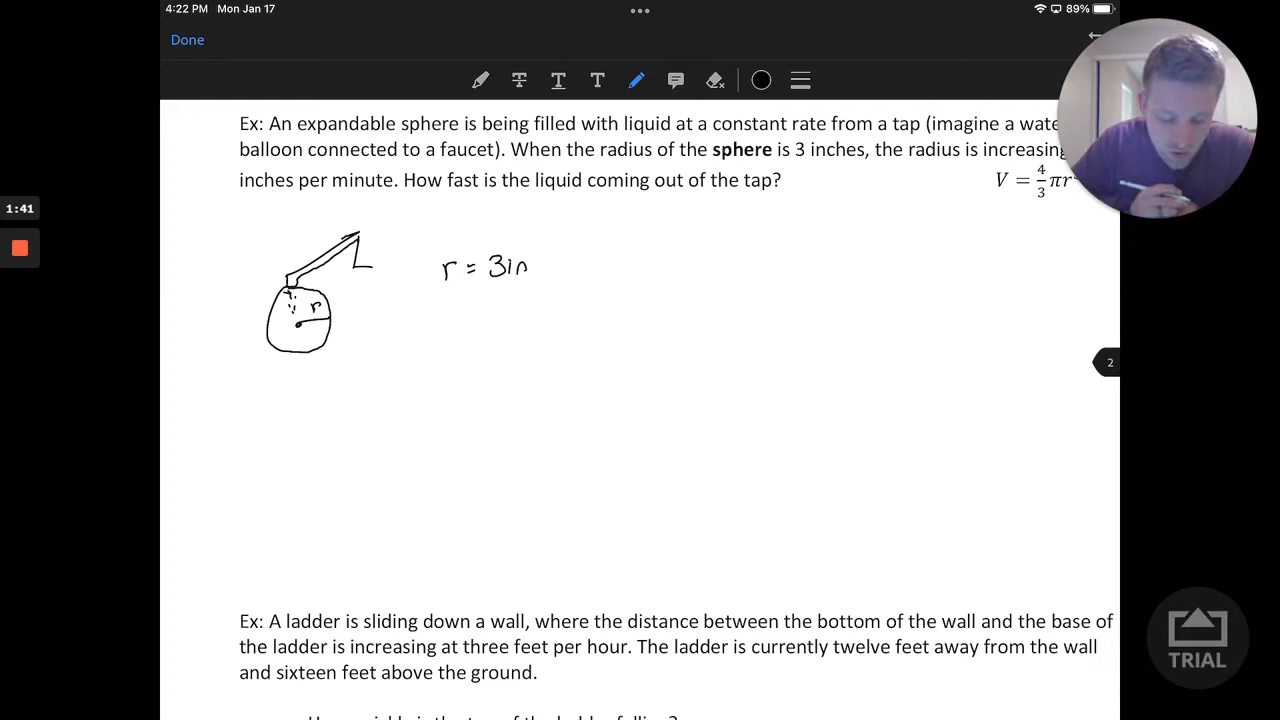 4:22 PM Mon Jan 17
89%
Done
T T T
Ex: An expandable sphere is being filled with liquid at a constant rate from a tap (imagine a wate
balloon connected to a faucet). When the radius of the sphere is 3 inches, the radius is increasing
inches per minute. How fast is the liquid coming out of the tap? V = 4/3 πr
1:41
r = 3in
r
2
Ex: A ladder is sliding down a wall, where the distance between the bottom of the wall and the base of
the ladder is increasing at three feet per hour. The ladder is currently twelve feet away from the wall
and sixteen feet above the ground.
TRIAL